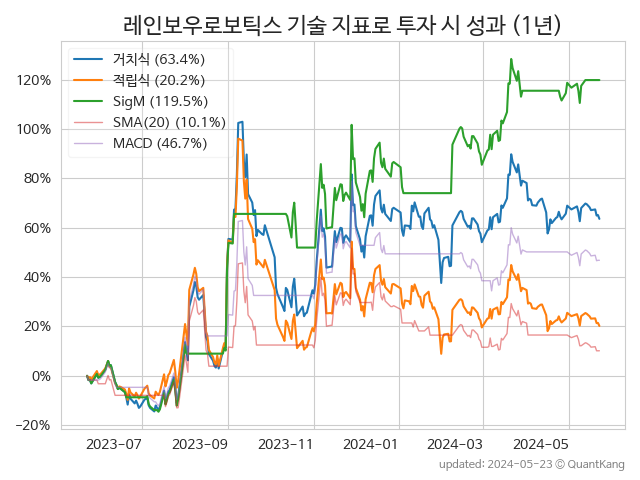 레인보우로보틱스 기술 지표로 투자 시 성과 (1년)
거치식 (63.4%)
적립식 (20.2%)
SigM (119.5%)
SMA(20) (10.1%)
MACD (46.7%)
120%
100%
80%
60%
40%
20%
0%
−20%
2023-07
2023-09
2023-11
2024-01
2024-03
2024-05
updated: 2024-05-23 © QuantKang